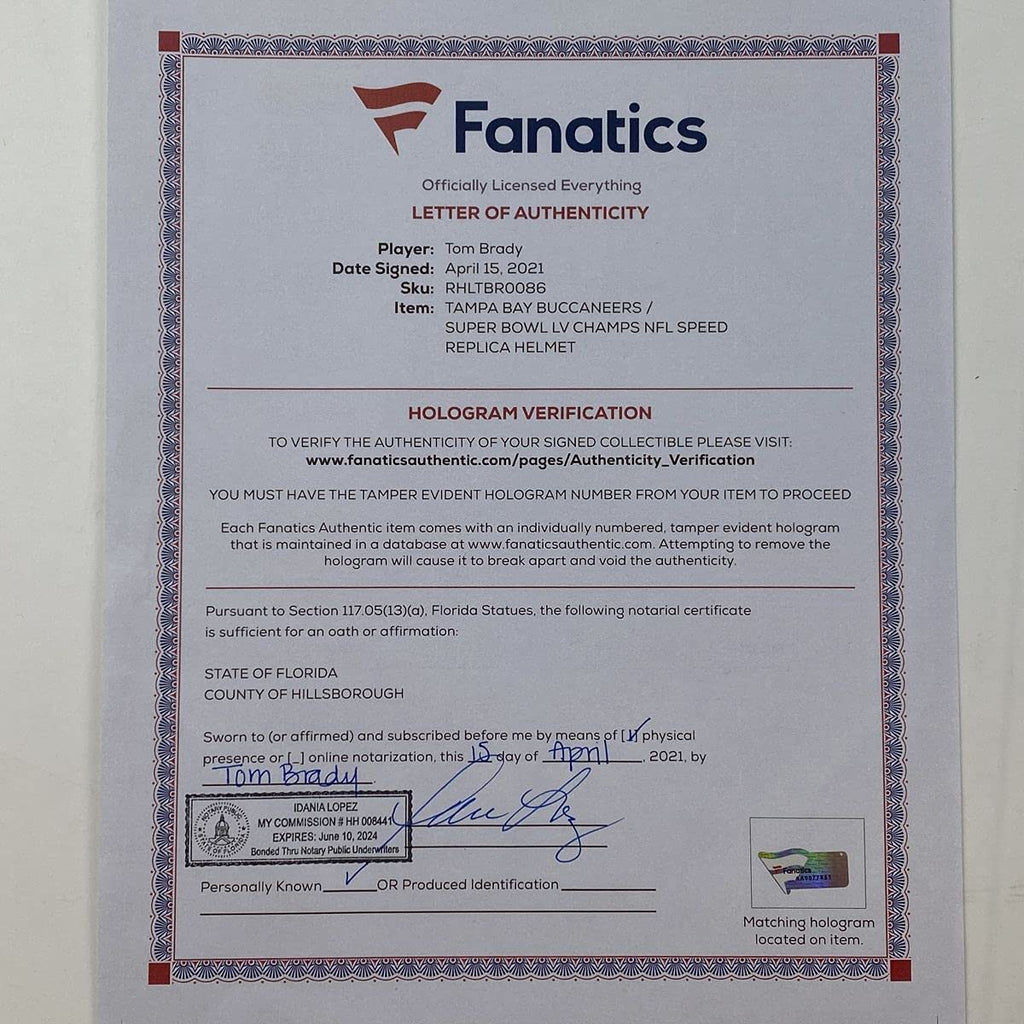 Fanatics
Officially Licensed Everything
LETTER OF AUTHENTICITY
Player: Tom Brady
Date Signed: April 15, 2021
Sku: RHLTBR0086
Item: TAMPA BAY BUCCANEERS /
SUPER BOWL LV CHAMPS NFL SPEED
REPLICA HELMET
HOLOGRAM VERIFICATION
TO VERIFY THE AUTHENTICITY OF YOUR SIGNED COLLECTIBLE PLEASE VISIT:
www.fanaticsauthentic.com/pages/Authenticity_Verification
YOU MUST HAVE THE TAMPER EVIDENT HOLOGRAM NUMBER FROM YOUR ITEM TO PROCEED
Each Fanatics Authentic item comes with an individually numbered, tamper evident hologram
that is maintained in a database at www.fanaticsauthentic.com. Attempting to remove the
hologram will cause it to break apart and void the authenticity.
Pursuant to Section 117.05(13)(a), Florida Statues, the following notarial certificate
is sufficient for an oath or affirmation:
STATE OF FLORIDA
COUNTY OF HILLSBOROUGH
Sworn to (or affirmed) and subscribed before me by means of [✓] physical
presence or [_] online notarization, this 15 day of April, 2021, by
Tom Brady.
NOTARY PUBLIC
STATE OF FLORIDA
IDANIA LOPEZ
MY COMMISSION # HH 008441
EXPIRES: June 10, 2024
Bonded Thru Notary Public Underwriters
Personally Known ✓ OR Produced Identification
Fanatics
Matching hologram
located on item.